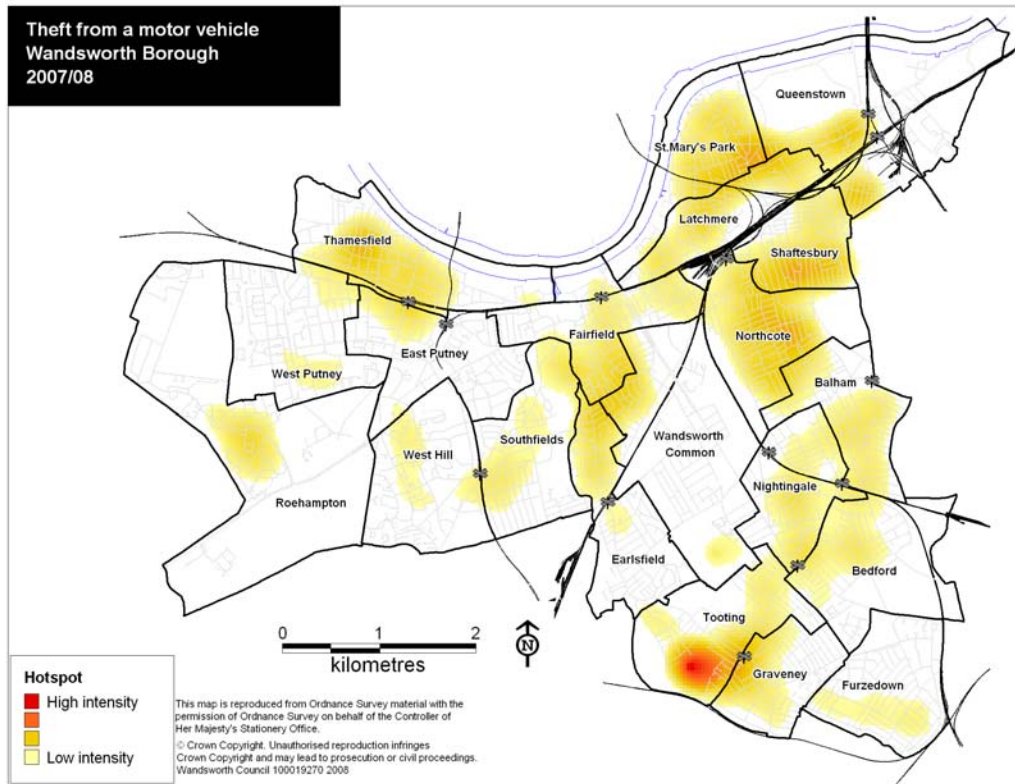 Theft from a motor vehicle
Wandsworth Borough
2007/08
Queenstown
St.Mary's Park
Latchmere
Thamesfield
Shaftesbury
Fairfield
Northcote
East Putney
West Putney
Balham
Wandsworth
Common
Southfields
West Hill
Nightingale
Roehampton
Earlsfield
Bedford
Tooting
Graveney
Furzedown
0 1 2
kilometres
N
Hotspot
High intensity
Low intensity
This map is reproduced from Ordnance Survey material with the
permission of Ordnance Survey on behalf of the Controller of
Her Majesty's Stationery Office.
© Crown Copyright. Unauthorised reproduction infringes
Crown Copyright and may lead to prosecution or civil proceedings.
Wandsworth Council 100019270 2008